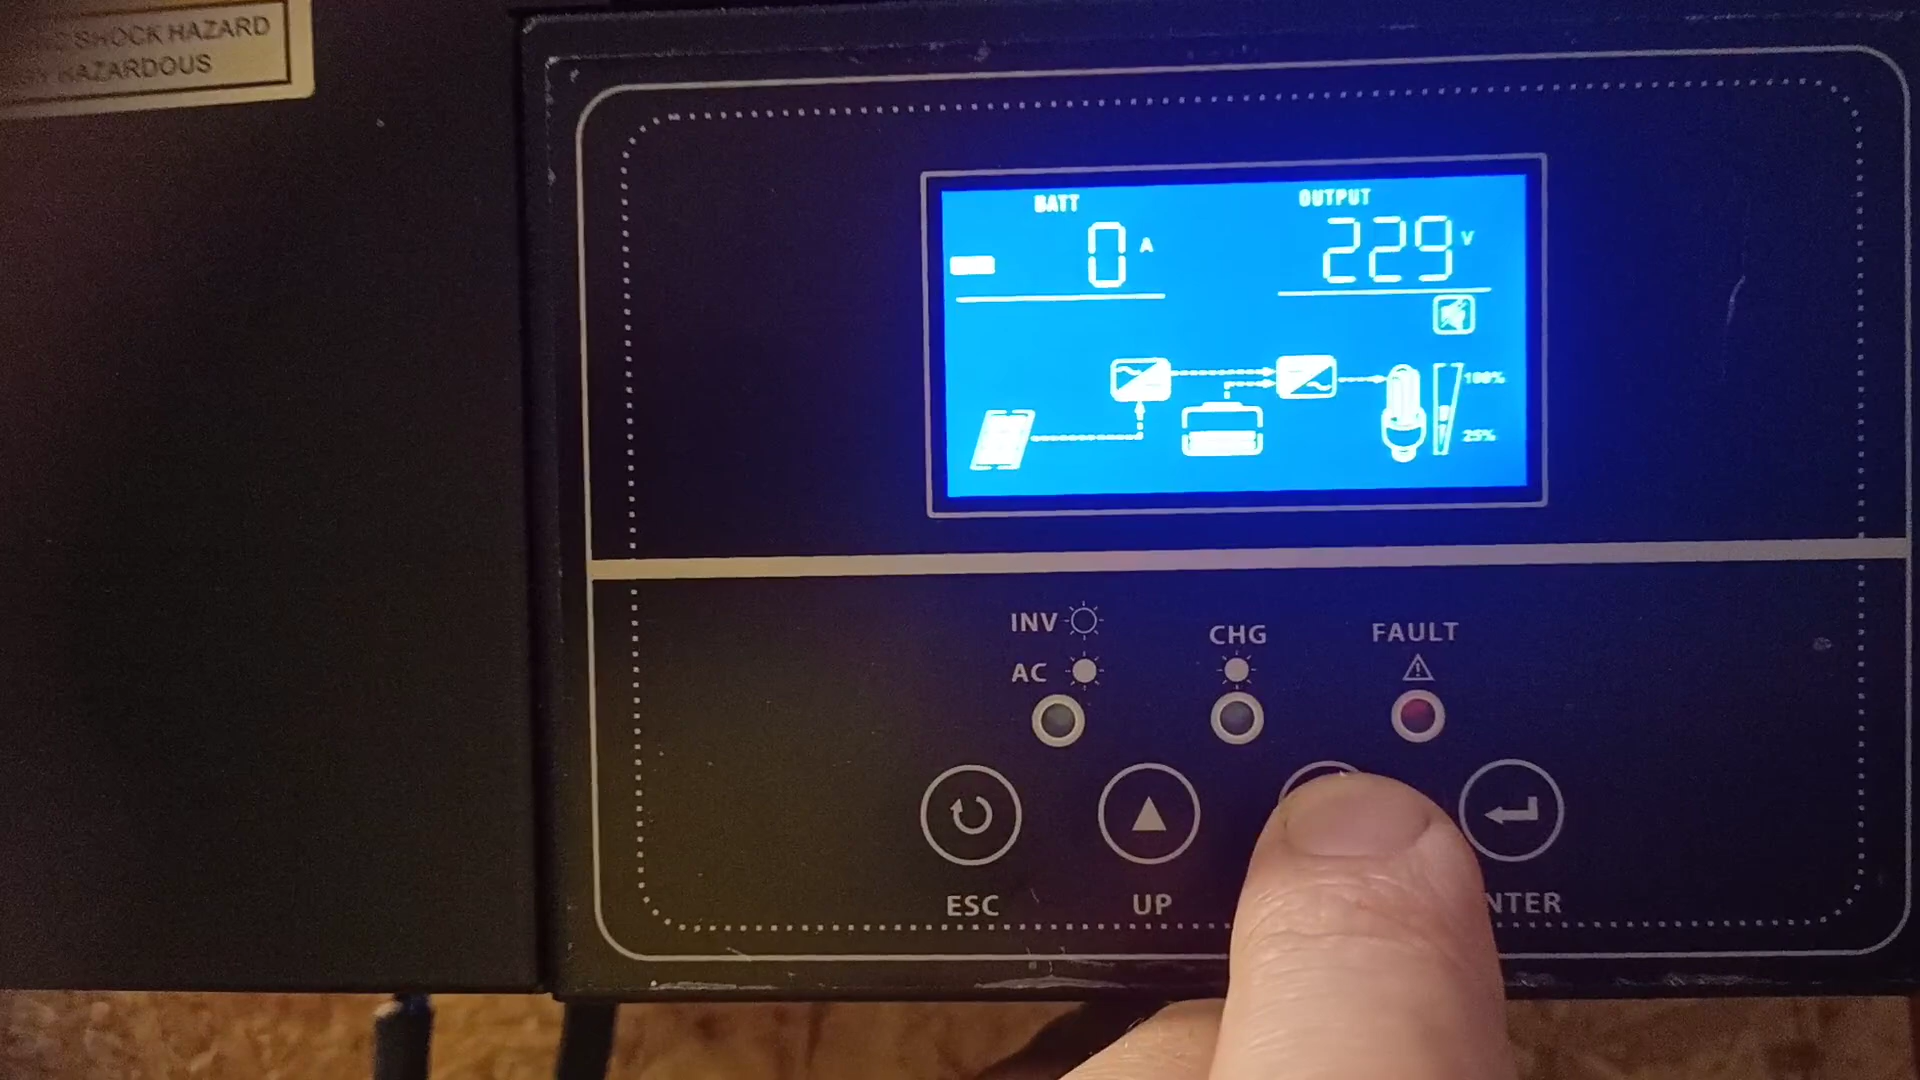 SHOCK HAZARD
HAZARDOUS
BATT
OUTPUT
0 A
229 V
100%
25%
INV
AC
CHG
FAULT
ESC
UP
NTER